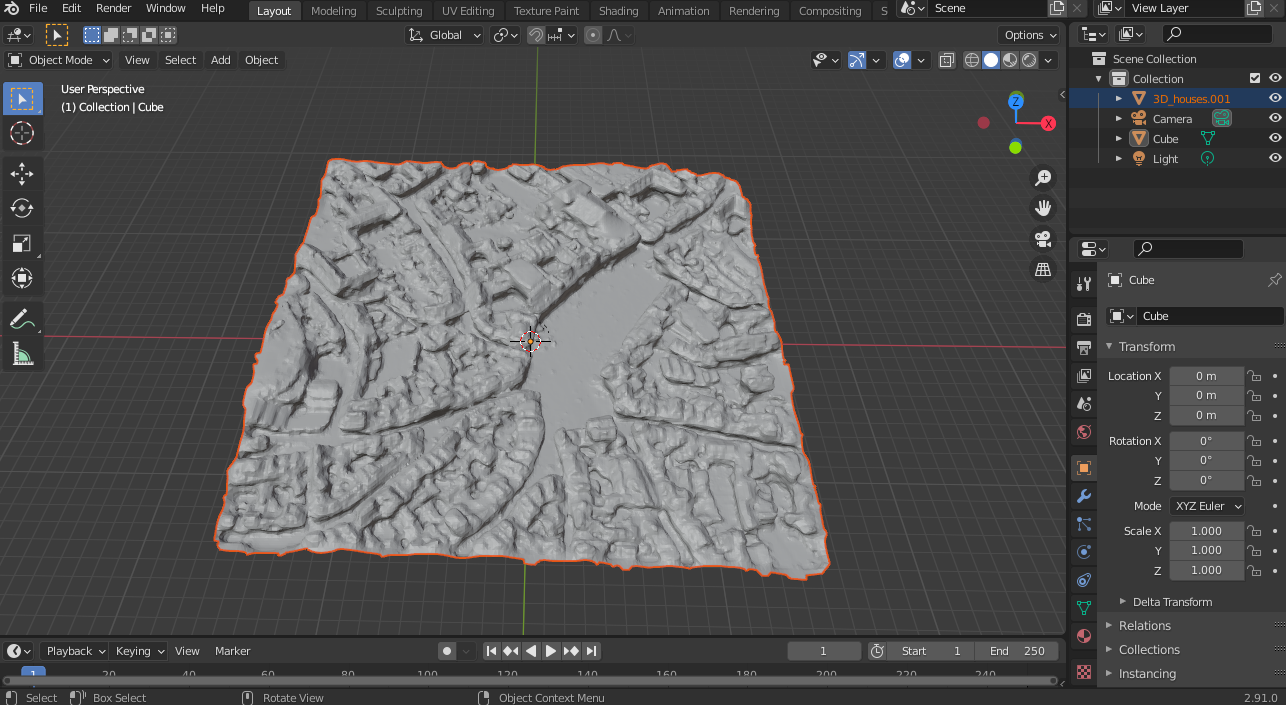 File Edit Render Window Help Layout Modeling Sculpting UV Editing Texture Paint Shading Animation Rendering Compositing S Scene View Layer
Global Options
Object Mode View Select Add Object
User Perspective
(1) Collection | Cube
Z
X
Scene Collection
Collection
3D_houses.001
Camera
Cube
Light
Cube
Cube
Transform
Location X 0 m
Y 0 m
Z 0 m
Rotation X 0°
Y 0°
Z 0°
Mode XYZ Euler
Scale X 1.000
Y 1.000
Z 1.000
Delta Transform
Relations
Collections
Instancing
Playback Keying View Marker 1 Start 1 End 250
1 20 40 60 80 100 120 140 160 180 200 220 240
Select Box Select Rotate View Object Context Menu 2.91.0